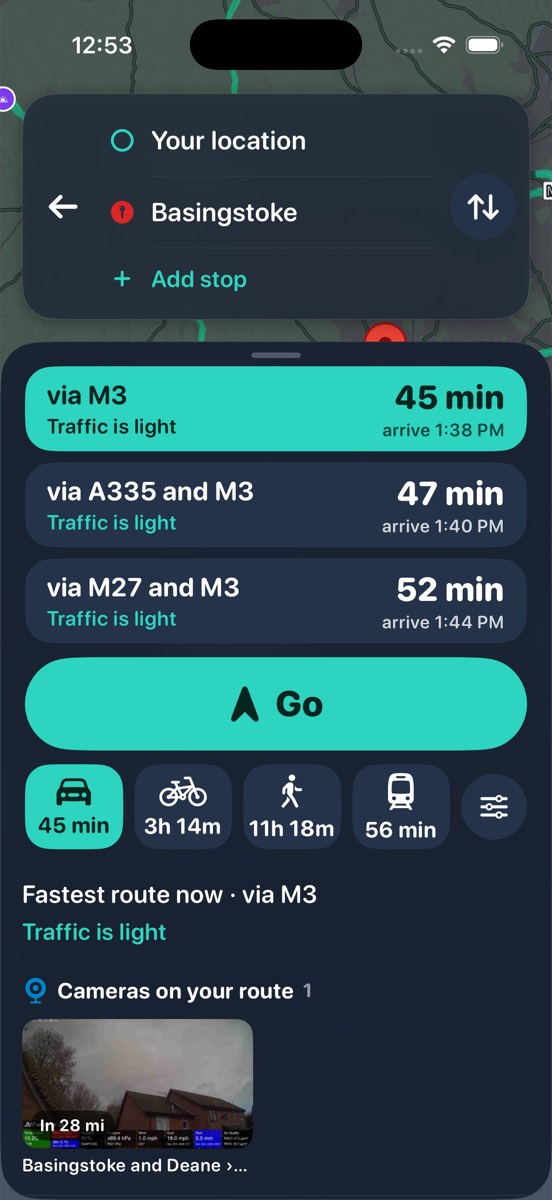 12:53
Your location
Basingstoke
Add stop
via M3
45 min
Traffic is light
arrive 1:38 PM
via A335 and M3
47 min
Traffic is light
arrive 1:40 PM
via M27 and M3
52 min
Traffic is light
arrive 1:44 PM
Go
45 min
3h 14m
11h 18m
56 min
Fastest route now · via M3
Traffic is light
Cameras on your route 1
In 28 mi
Basingstoke and Deane ›...